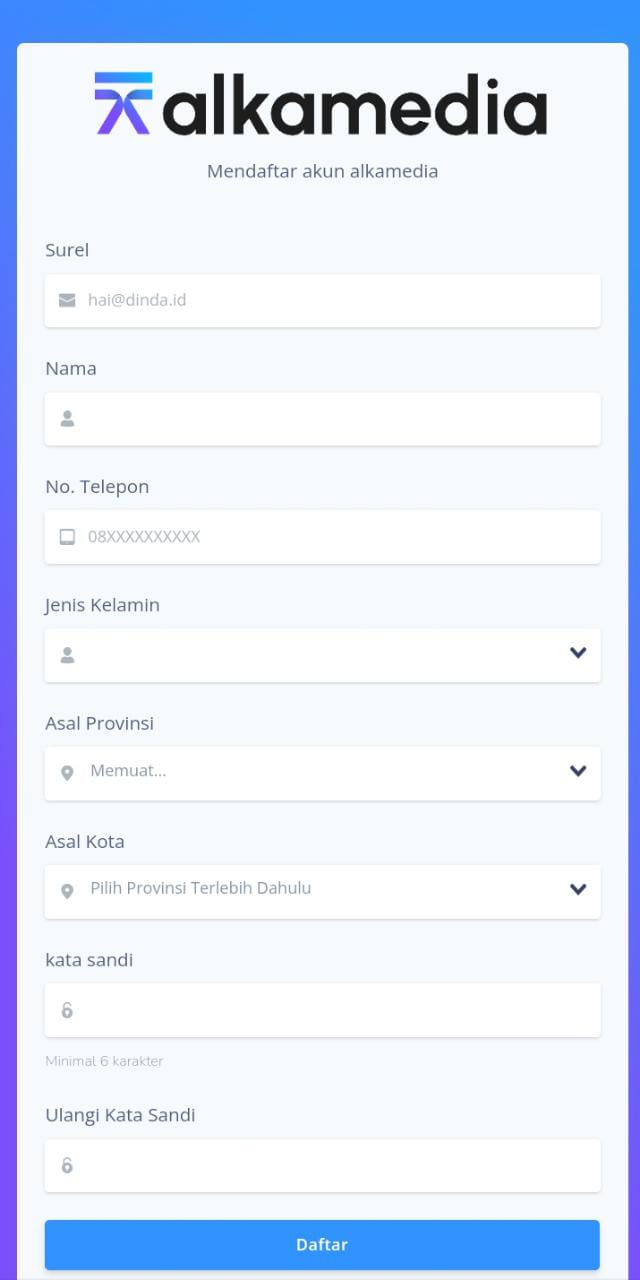 alkamedia
Mendaftar akun alkamedia
Surel
hai@dinda.id
Nama
No. Telepon
08XXXXXXXXXX
Jenis Kelamin
Asal Provinsi
Memuat...
Asal Kota
Pilih Provinsi Terlebih Dahulu
kata sandi
Minimal 6 karakter
Ulangi Kata Sandi
Daftar